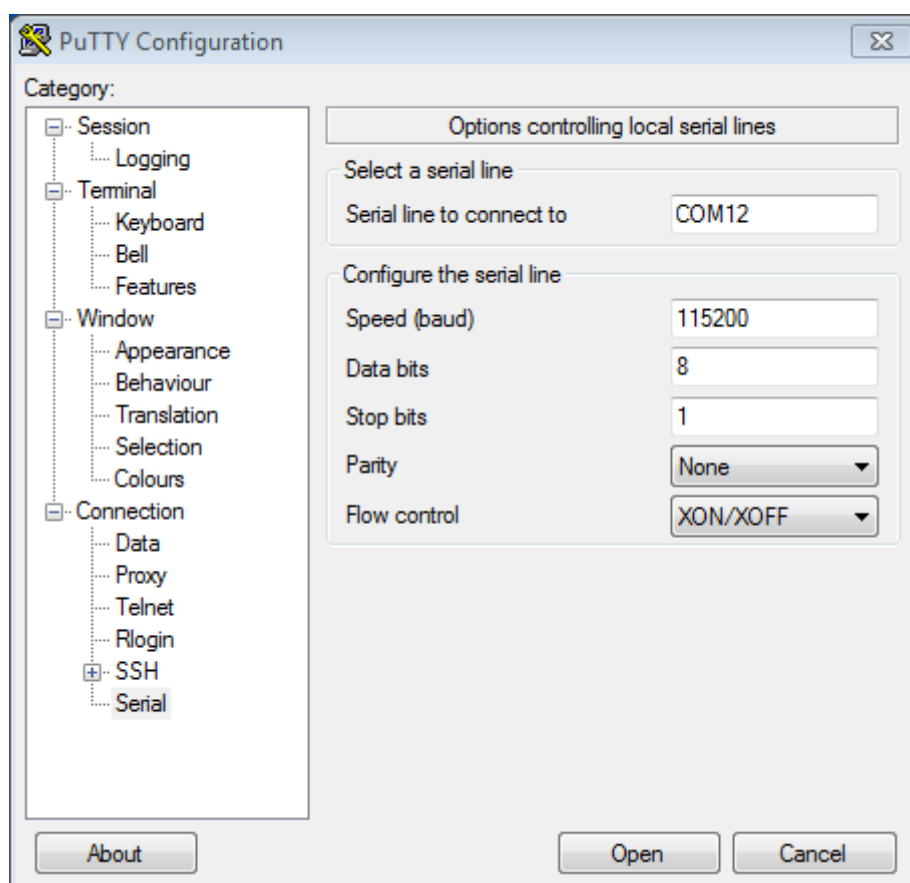 PuTTY Configuration
Category:
Session
Logging
Terminal
Keyboard
Bell
Features
Window
Appearance
Behaviour
Translation
Selection
Colours
Connection
Data
Proxy
Telnet
Rlogin
SSH
Serial
Options controlling local serial lines
Select a serial line
Serial line to connect to COM12
Configure the serial line
Speed (baud) 115200
Data bits 8
Stop bits 1
Parity None
Flow control XON/XOFF
About Open Cancel